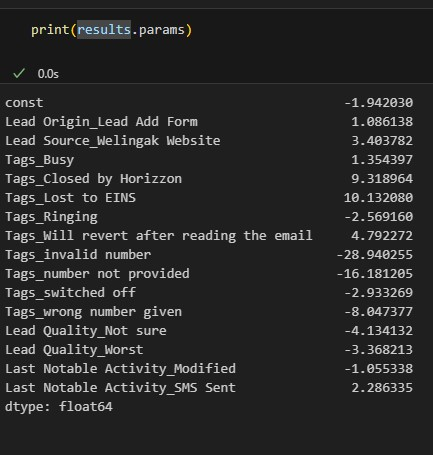 print(results.params)
✓ 0.0s
const -1.942030
Lead Origin_Lead Add Form 1.086138
Lead Source_Welingak Website 3.403782
Tags_Busy 1.354397
Tags_Closed by Horizzon 9.318964
Tags_Lost to EINS 10.132080
Tags_Ringing -2.569160
Tags_Will revert after reading the email 4.792272
Tags_invalid number -28.940255
Tags_number not provided -16.181205
Tags_switched off -2.933269
Tags_wrong number given -8.047377
Lead Quality_Not sure -4.134132
Lead Quality_Worst -3.368213
Last Notable Activity_Modified -1.055338
Last Notable Activity_SMS Sent 2.286335
dtype: float64